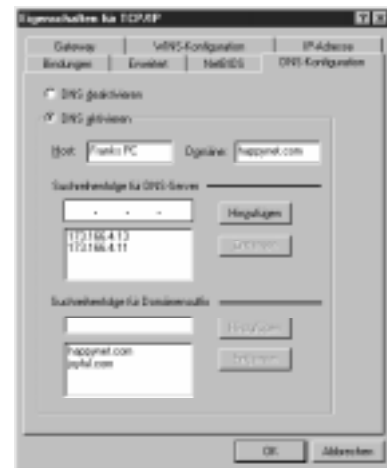 Eigenschaften für TCP/IP
Gateway WINS-Konfiguration IP-Adresse
Bindungen Erweitert NetBIOS DNS-Konfiguration
DNS deaktivieren
DNS aktivieren
Host: Franks PC Domäne: happynet.com
Suchreihenfolge für DNS-Server
. . .
Hinzufügen
173.166.4.13
173.166.4.11
Entfernen
Suchreihenfolge für Domänensuffix
Hinzufügen
happynet.com
joyful.com
Entfernen
OK Abbrechen